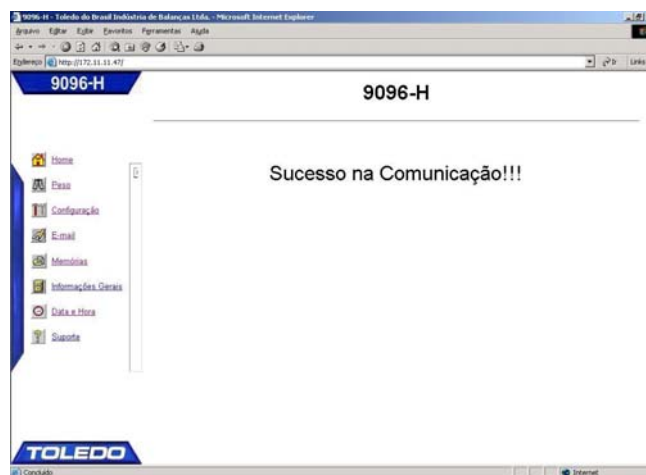 9096-H - Toledo do Brasil Indústria de Balanças Ltda. - Microsoft Internet Explorer
Arquivo Editar Exibir Favoritos Ferramentas Ajuda
Endereço http://172.11.11.47/ Ir Links
9096-H
9096-H
Sucesso na Comunicação!!!
Home
Peso
Configuração
E-mail
Memórias
Informações Gerais
Data e Hora
Suporte
TOLEDO
Concluído Internet